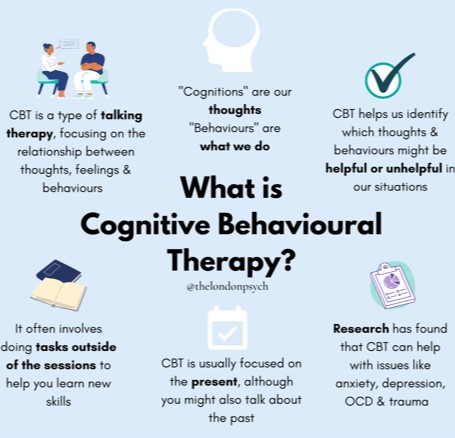 CBT is a type of talking
therapy, focusing on the
relationship between
thoughts, feelings &
behaviours
"Cognitions" are our
thoughts
"Behaviours" are
what we do
CBT helps us identify
which thoughts &
behaviours might be
helpful or unhelpful in
our situations
What is
Cognitive Behavioural
Therapy?
@thelondonpsych
It often involves
doing tasks outside
of the sessions to
help you learn new
skills
CBT is usually focused on
the present, although
you might also talk about
the past
Research has found
that CBT can help
with issues like
anxiety, depression,
OCD & trauma